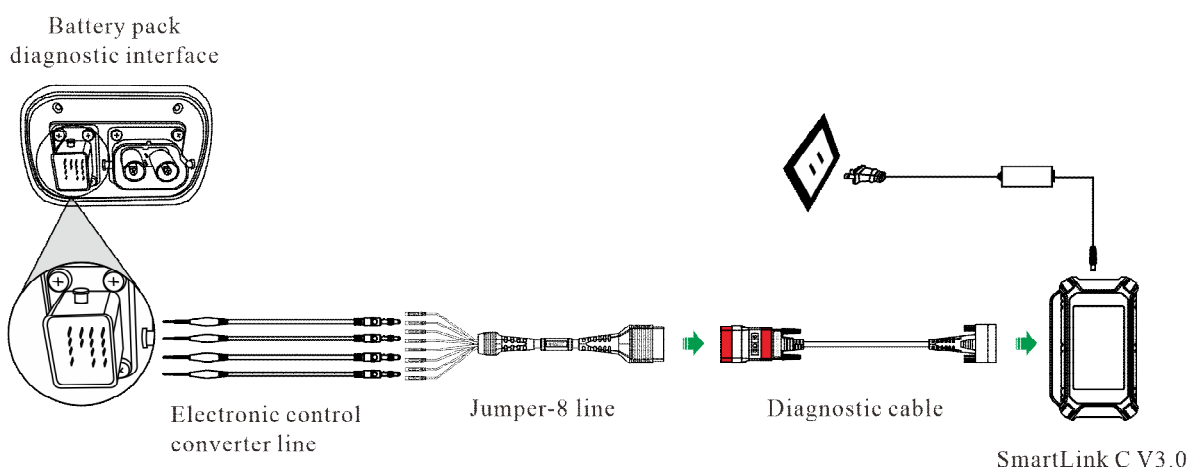 Battery pack
diagnostic interface
Electronic control
converter line
Jumper-8 line
Diagnostic cable
SmartLink C V3.0